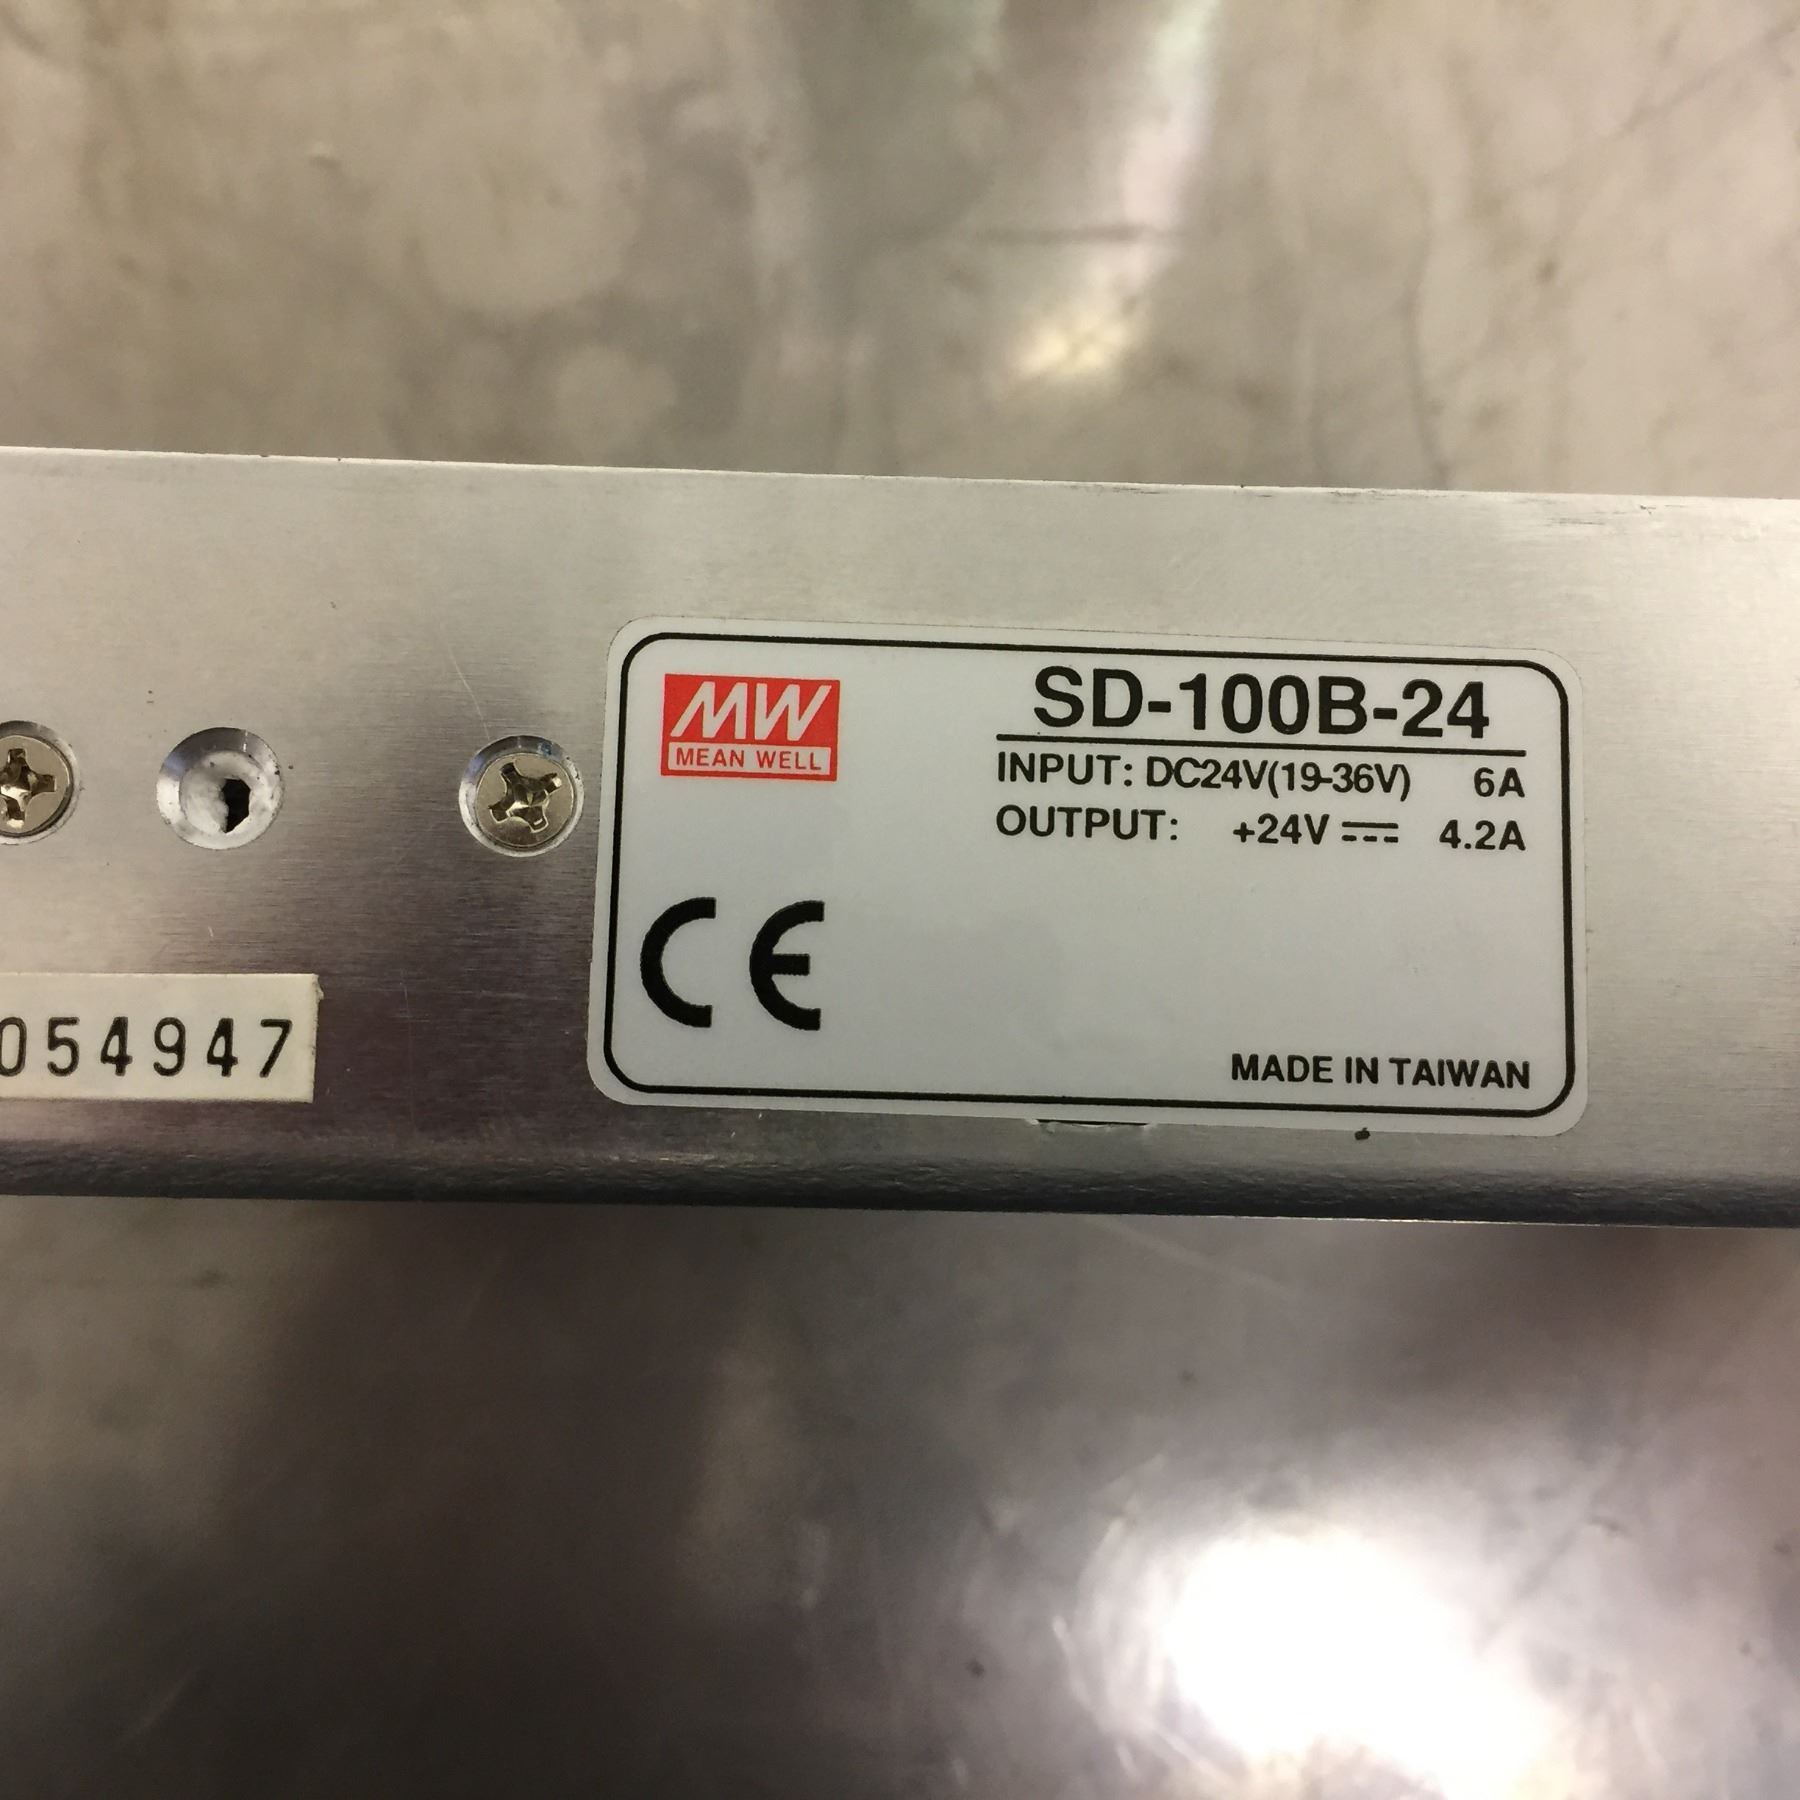 MW
MEAN WELL
SD-100B-24
INPUT: DC24V(19-36V) 6A
OUTPUT: +24V ⎓ 4.2A
CE
MADE IN TAIWAN
054947